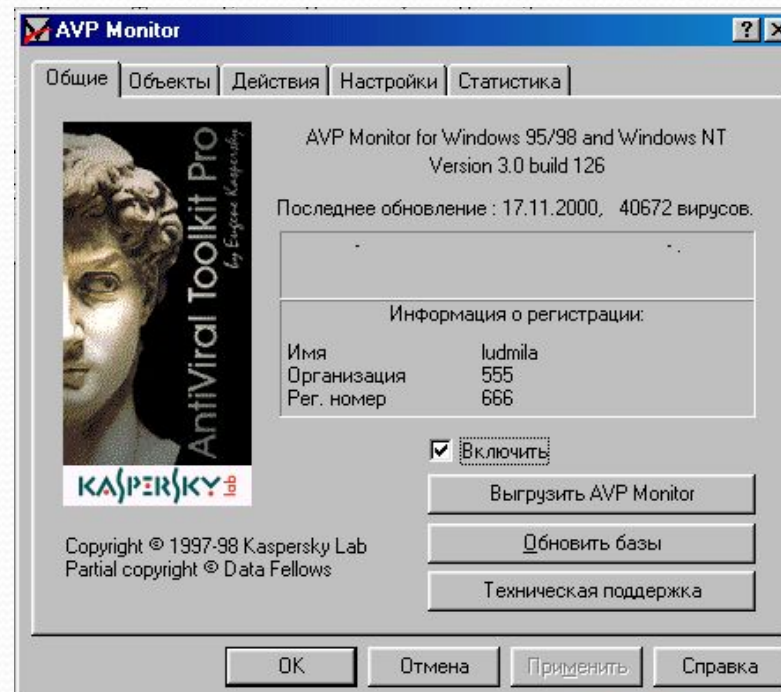 AVP Monitor
Общие Объекты Действия Настройки Статистика
AntiViral Toolkit Pro
by Eugene Kaspersky
KASPERSKY lab
AVP Monitor for Windows 95/98 and Windows NT
Version 3.0 build 126
Последнее обновление : 17.11.2000, 40672 вирусов.
- - .
Информация о регистрации:
Имя ludmila
Организация 555
Рег. номер 666
Включить
Выгрузить AVP Monitor
Обновить базы
Техническая поддержка
Copyright © 1997-98 Kaspersky Lab
Partial copyright © Data Fellows
OK Отмена Применить Справка